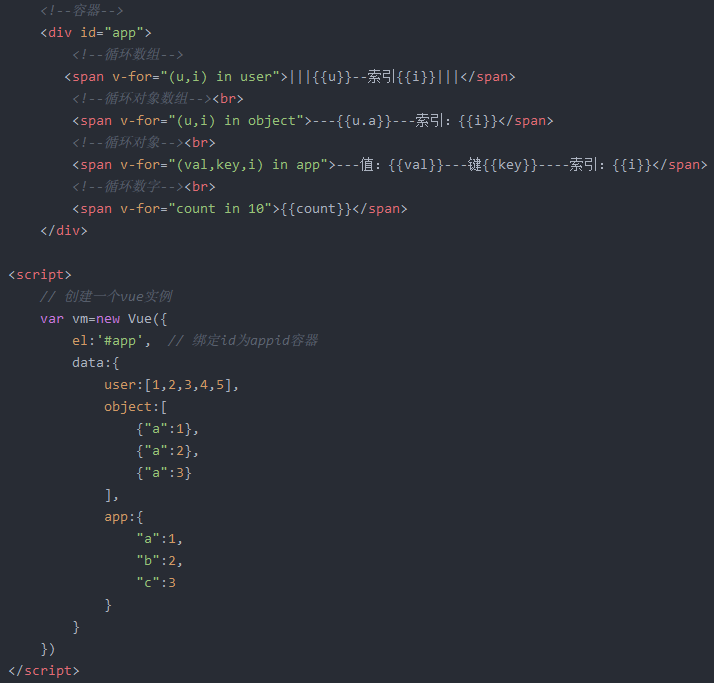 <!--容器-->
<div id="app">
<!--循环数组-->
<span v-for="(u,i) in user">|||{{u}}--索引{{i}}|||</span>
<!--循环对象数组--><br>
<span v-for="(u,i) in object">---{{u.a}}---索引：{{i}}</span>
<!--循环对象--><br>
<span v-for="(val,key,i) in app">---值：{{val}}---键{{key}}----索引：{{i}}</span>
<!--循环数字--><br>
<span v-for="count in 10">{{count}}</span>
</div>
<script>
// 创建一个vue实例
var vm=new Vue({
el:'#app',  // 绑定id为appid容器
data:{
user:[1,2,3,4,5],
object:[
{"a":1},
{"a":2},
{"a":3}
],
app:{
"a":1,
"b":2,
"c":3
}
}
})
</script>